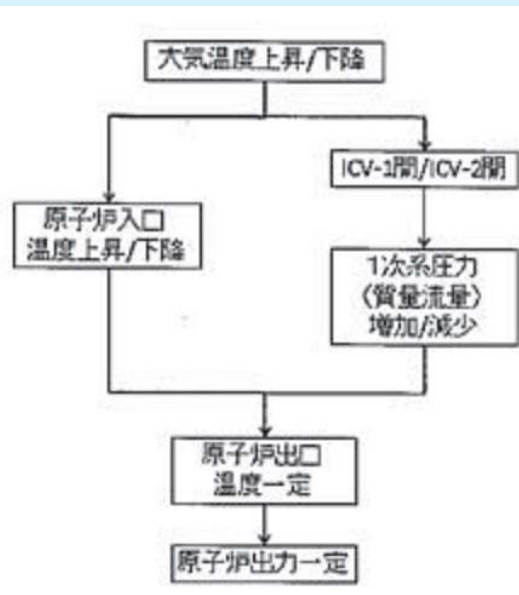 大気温度上昇/下降
ICV-1開/ICV-2開
原子炉入口
温度上昇/下降
1次系圧力
(質量流量)
増加/減少
原子炉出口
温度一定
原子炉出力一定